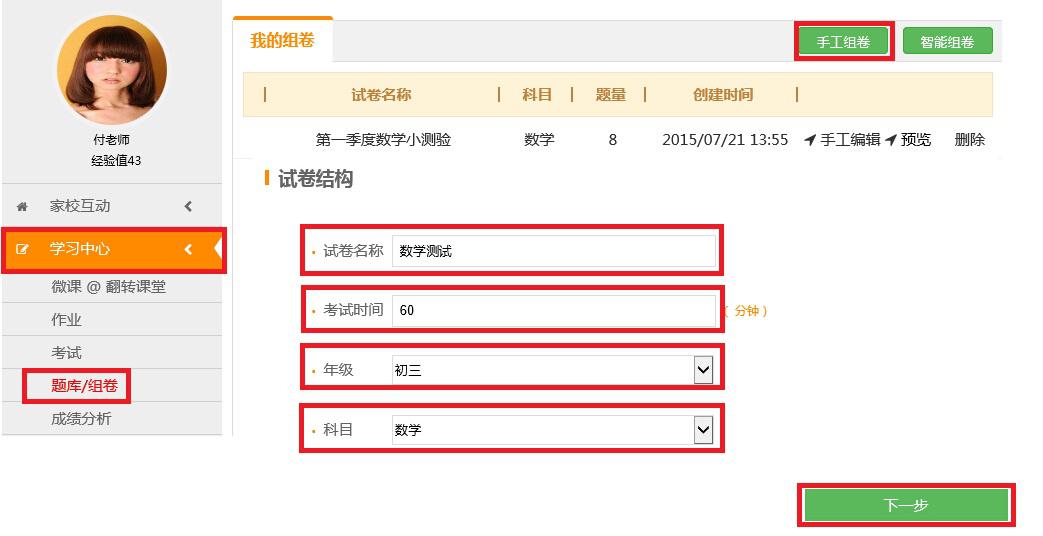 付老师
经验值43
家校互动
学习中心
微课 @ 翻转课堂
作业
考试
题库/组卷
成绩分析
我的组卷
手工组卷
智能组卷
试卷名称 科目 题量 创建时间
第一季度数学小测验 数学 8 2015/07/21 13:55 手工编辑 预览 删除
试卷结构
试卷名称 数学测试
考试时间 60 ( 分钟 )
年级 初三
科目 数学
下一步